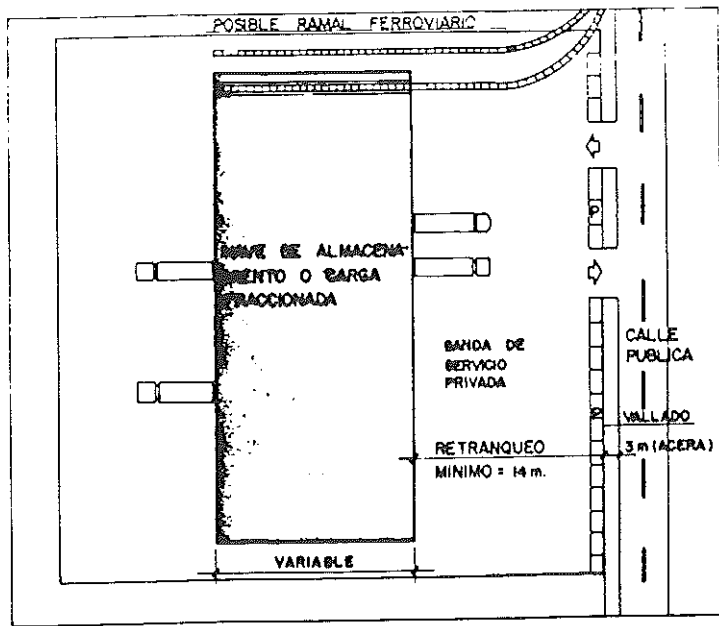 POSIBLE RAMAL FERROVIARIO
P
NAVE DE ALMACENA
MIENTO O CARGA
FRACCIONADA
BANDA DE
SERVICIO
PRIVADA
CALLE
PUBLICA
P
VALLADO
RETRANQUEO
3 m (ACERA)
MINIMO = 14 m.
VARIABLE